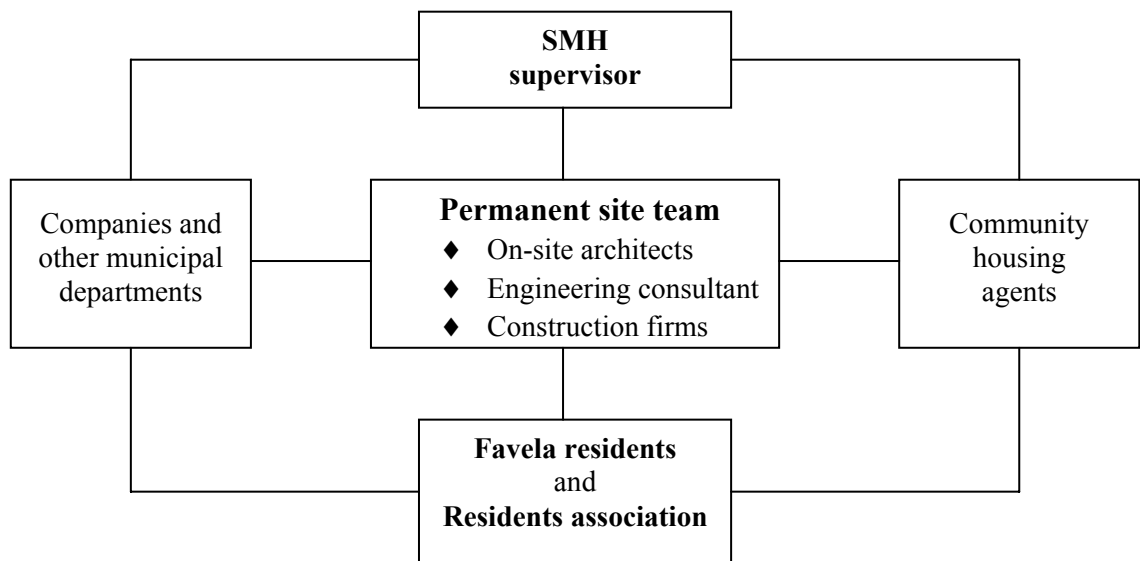 SMH
supervisor
Companies and
other municipal
departments
Permanent site team
♦ On-site architects
♦ Engineering consultant
♦ Construction firms
Community
housing
agents
Favela residents
and
Residents association